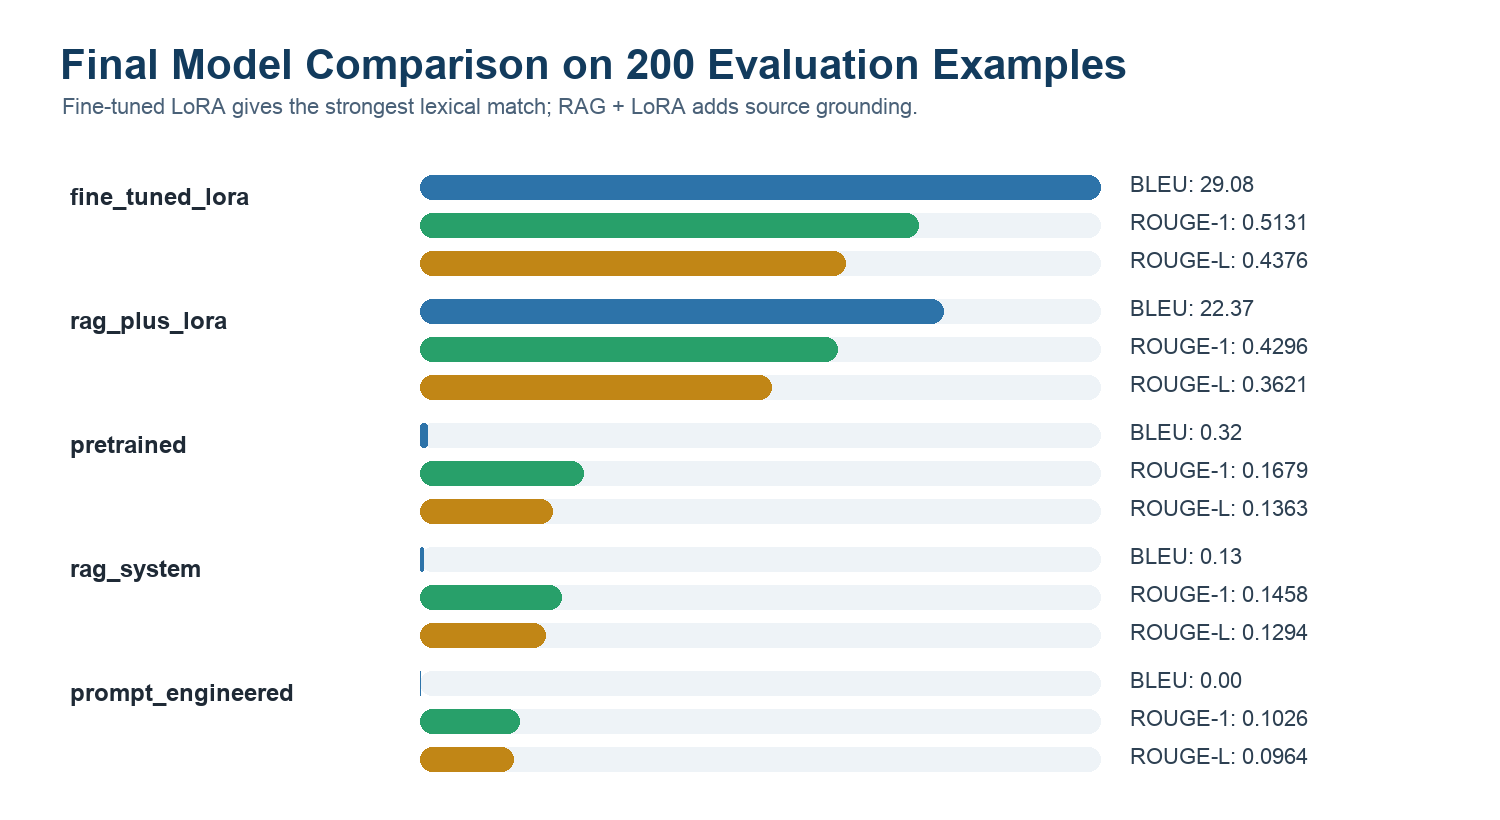 Final Model Comparison on 200 Evaluation Examples
Fine-tuned LoRA gives the strongest lexical match; RAG + LoRA adds source grounding.
fine_tuned_lora
BLEU: 29.08
ROUGE-1: 0.5131
ROUGE-L: 0.4376
rag_plus_lora
BLEU: 22.37
ROUGE-1: 0.4296
ROUGE-L: 0.3621
pretrained
BLEU: 0.32
ROUGE-1: 0.1679
ROUGE-L: 0.1363
rag_system
BLEU: 0.13
ROUGE-1: 0.1458
ROUGE-L: 0.1294
prompt_engineered
BLEU: 0.00
ROUGE-1: 0.1026
ROUGE-L: 0.0964